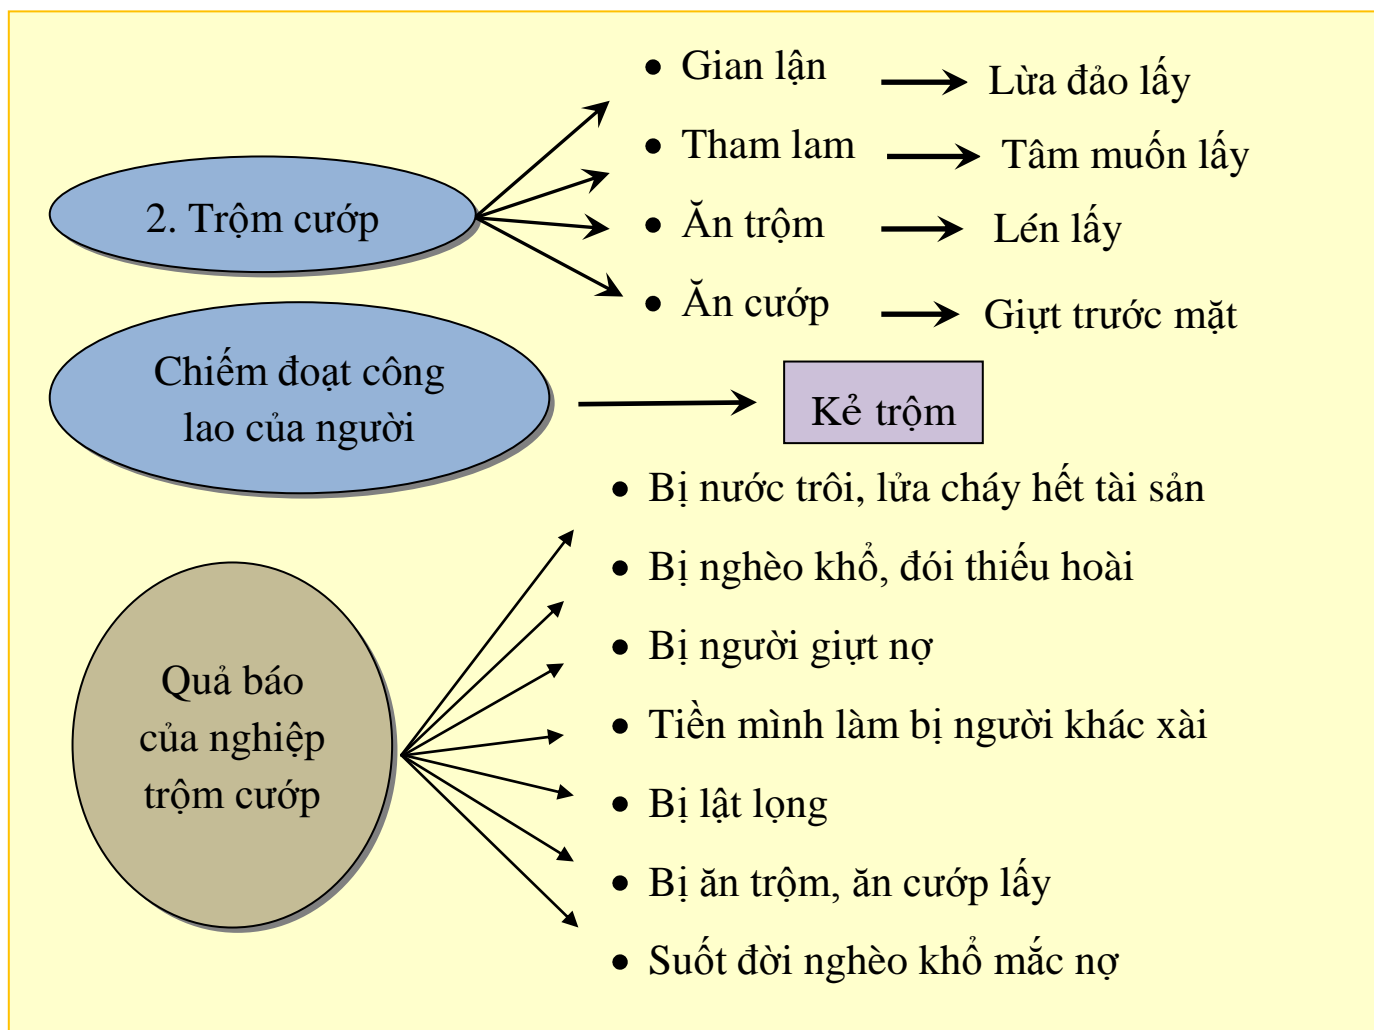 • Gian lận → Lừa đảo lấy
• Tham lam → Tâm muốn lấy
2. Trộm cướp
• Ăn trộm → Lén lấy
• Ăn cướp → Giựt trước mặt
Chiếm đoạt công
lao của người
Kẻ trộm
• Bị nước trôi, lửa cháy hết tài sản
• Bị nghèo khổ, đói thiếu hoài
• Bị người giựt nợ
Quả báo
của nghiệp
trộm cướp
• Tiền mình làm bị người khác xài
• Bị lật lọng
• Bị ăn trộm, ăn cướp lấy
• Suốt đời nghèo khổ mắc nợ